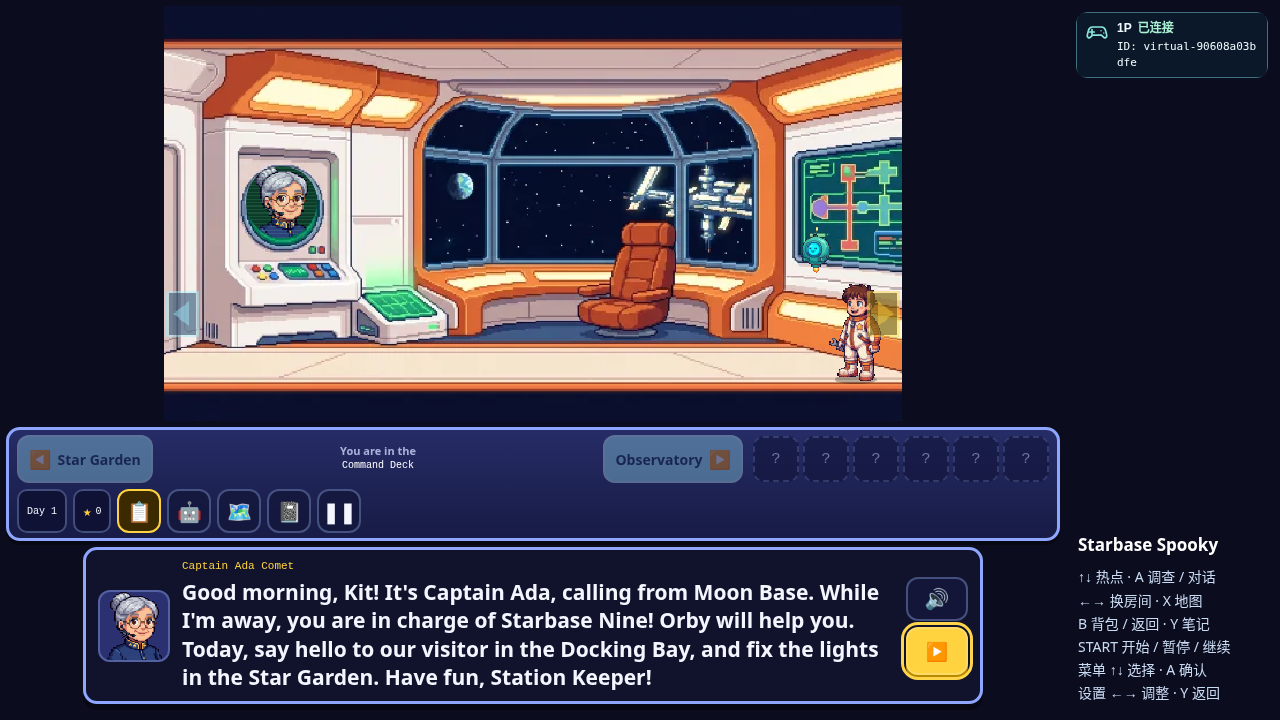 1P 已连接
ID: virtual-90608a03b
dfe
Star Garden
You are in the
Command Deck
Observatory
? ? ? ? ? ?
Day 1
★ 0
Captain Ada Comet
Good morning, Kit! It's Captain Ada, calling from Moon Base. While
I'm away, you are in charge of Starbase Nine! Orby will help you.
Today, say hello to our visitor in the Docking Bay, and fix the lights
in the Star Garden. Have fun, Station Keeper!
Starbase Spooky
↑↓ 热点 · A 调查 / 对话
←→ 换房间 · X 地图
B 背包 / 返回 · Y 笔记
START 开始 / 暂停 / 继续
菜单 ↑↓ 选择 · A 确认
设置 ←→ 调整 · Y 返回